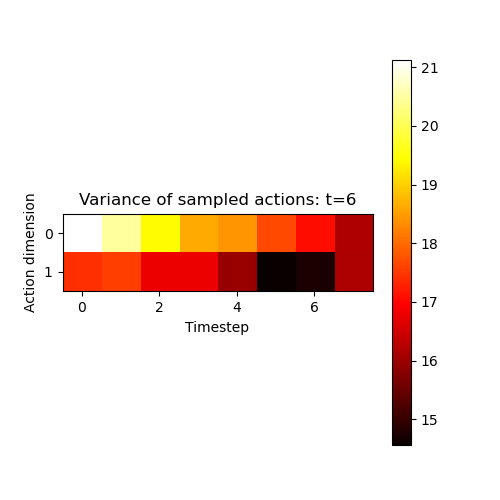 Variance of sampled actions: t=6
Action dimension
0
1
0 2 4 6
Timestep
21
20
19
18
17
16
15